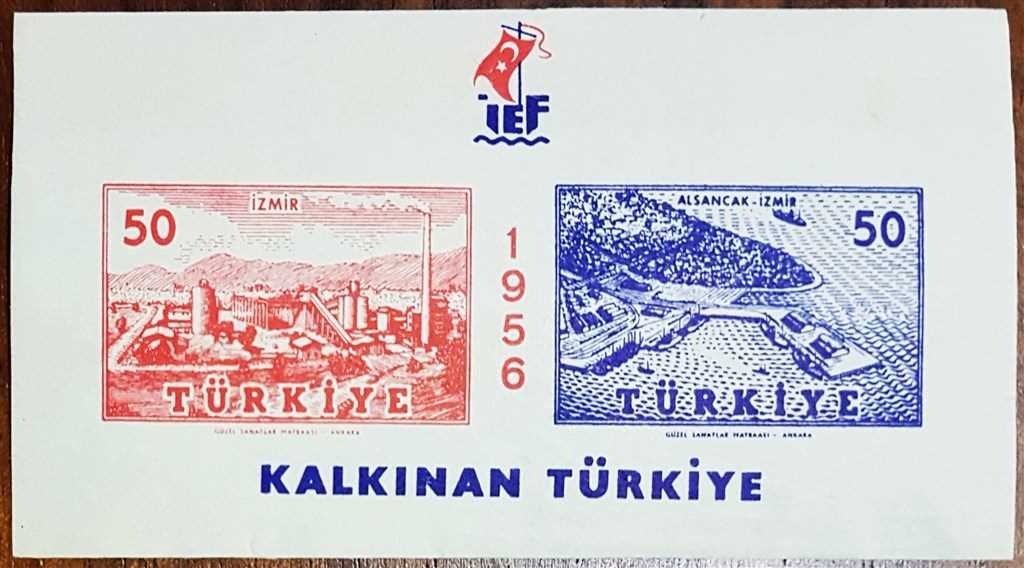 İEF
İZMİR
50
TÜRKİYE
GÜZEL SANATLAR MATBAASI - ANKARA
1956
ALSANCAK-İZMİR
50
TÜRKİYE
GÜZEL SANATLAR MATBAASI - ANKARA
KALKINAN TÜRKİYE